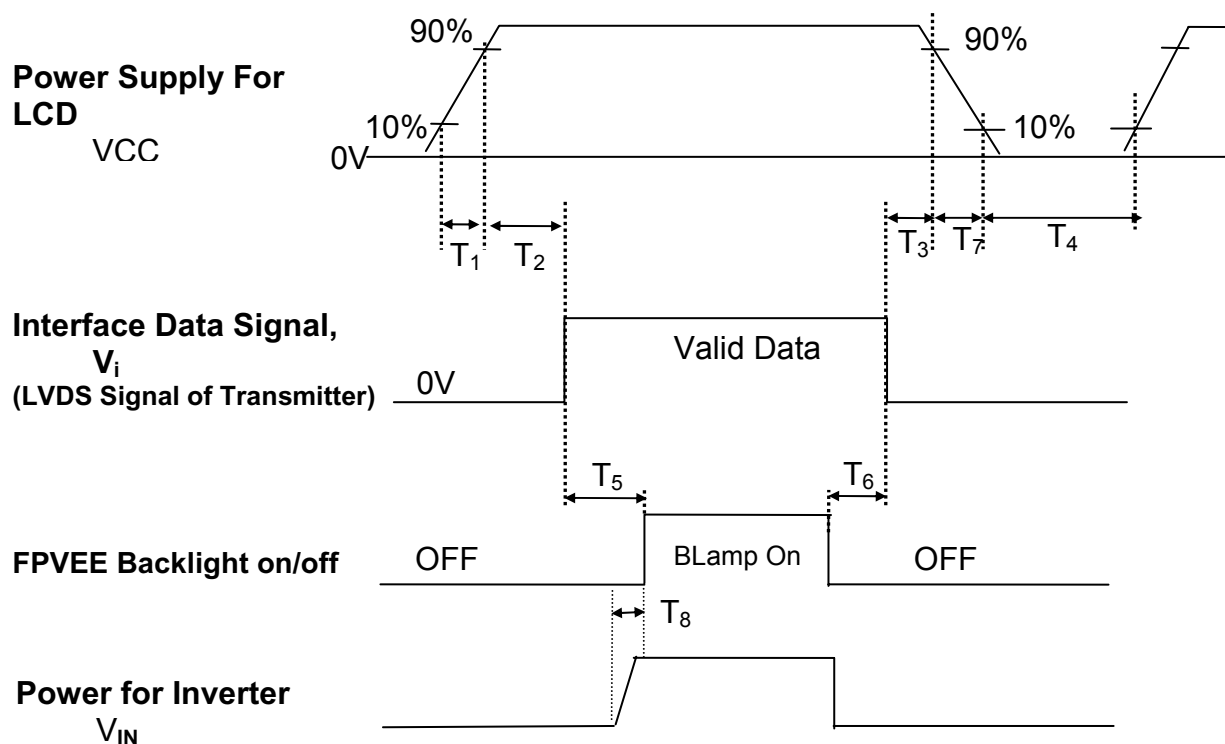 90%
90%
Power Supply For
LCD
10%
10%
VCC
0V
T1
T2
T3
T7
T4
Interface Data Signal,
Vi
Valid Data
(LVDS Signal of Transmitter)
0V
T5
T6
FPVEE Backlight on/off
OFF
BLamp On
OFF
T8
Power for Inverter
VIN